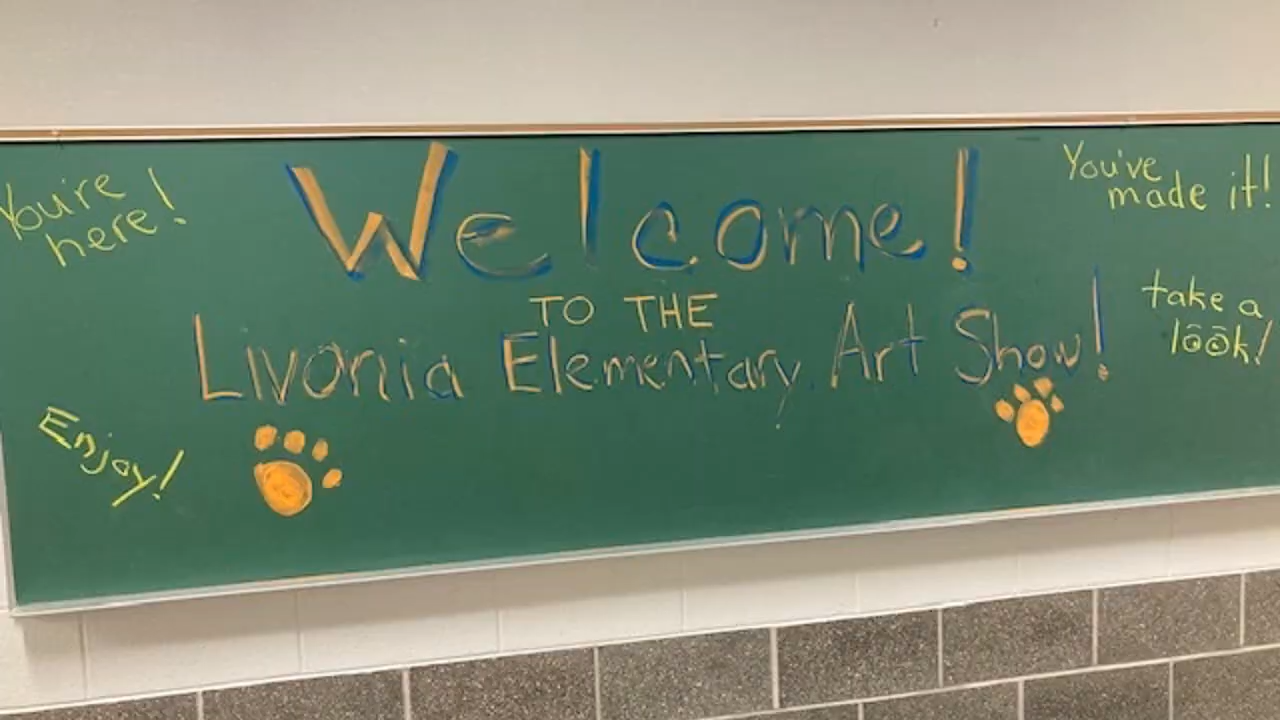 You're
here!
Welcome!
TO THE
Livonia Elementary Art Show!
Enjoy!
You've
made it!
take a
look!